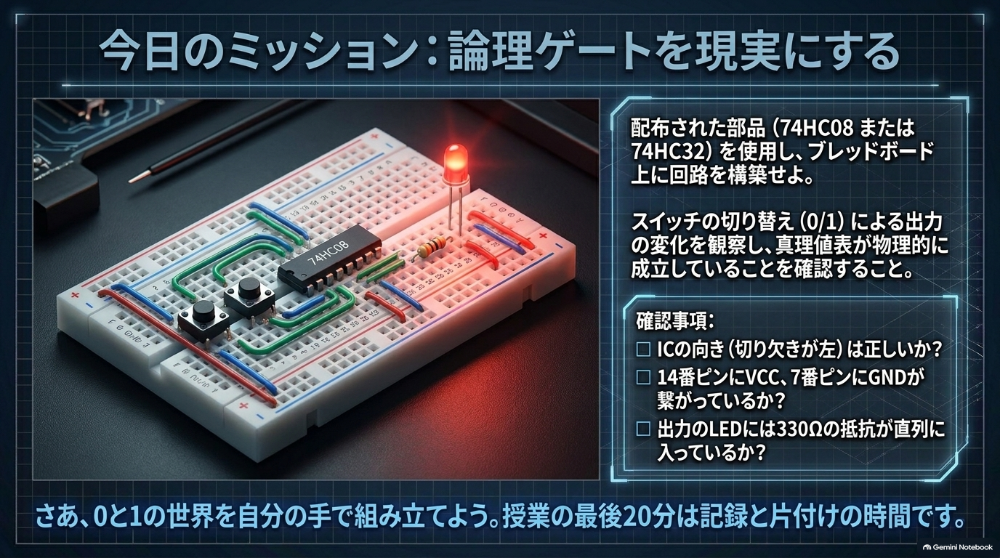 今日のミッション：論理ゲートを現実にする
配布された部品（74HC08 または
74HC32）を使用し、ブレッドボード
上に回路を構築せよ。
スイッチの切り替え（0/1）による出力
の変化を観察し、真理値表が物理的に
成立していることを確認すること。
74HC08
確認事項：
□ ICの向き（切り欠きが左）は正しいか？
□ 14番ピンにVCC、7番ピンにGNDが
繋がっているか？
□ 出力のLEDには330Ωの抵抗が直列に
入っているか？
さあ、0と1の世界を自分の手で組み立てよう。授業の最後20分は記録と片付けの時間です。
Gemini Notebook